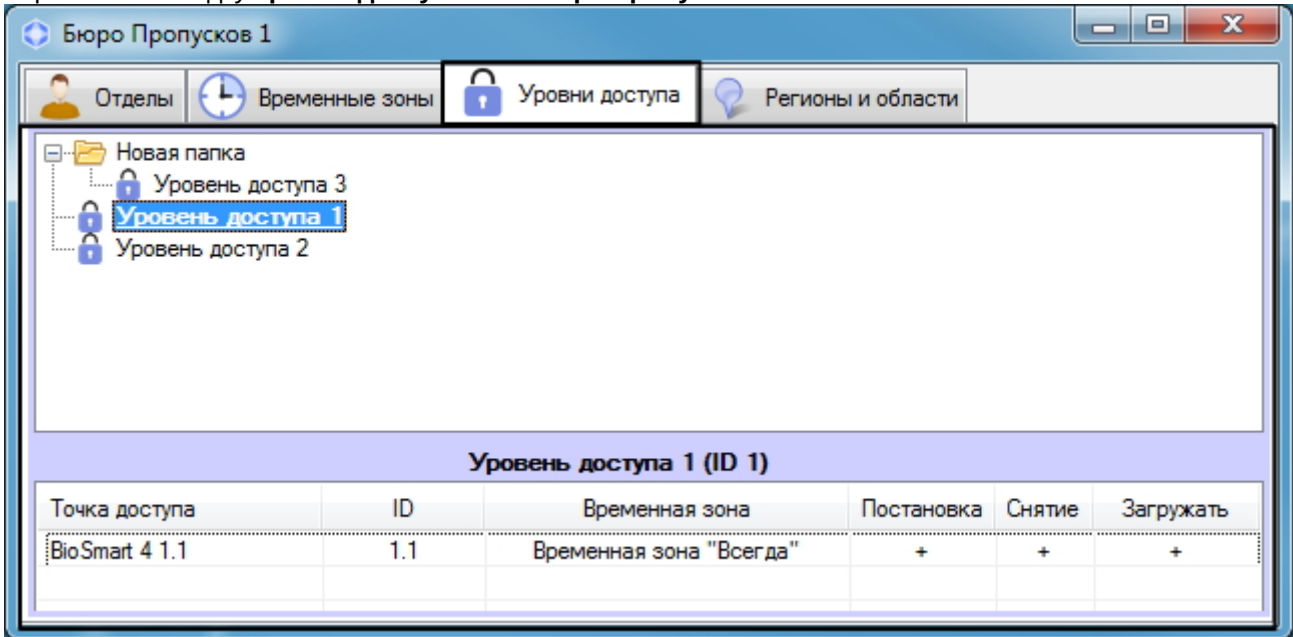 Бюро Пропусков 1
Отделы Временные зоны Уровни доступа Регионы и области
Новая папка
Уровень доступа 3
Уровень доступа 1
Уровень доступа 2
Уровень доступа 1 (ID 1)
Точка доступа ID Временная зона Постановка Снятие Загружать
BioSmart 4 1.1 1.1 Временная зона "Всегда" + + +